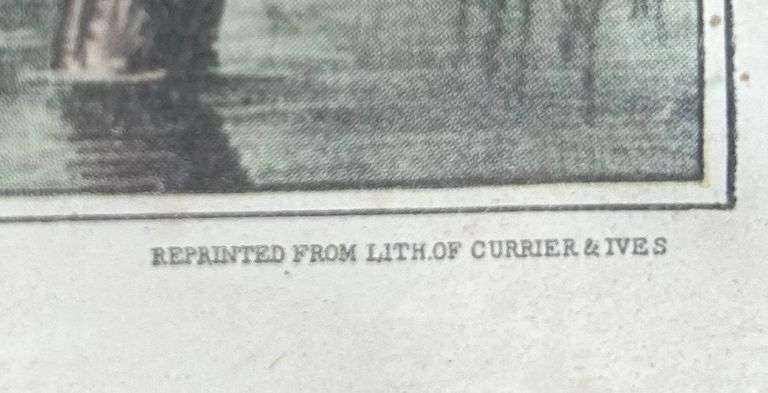 REPRINTED FROM LITH. OF CURRIER & IVES